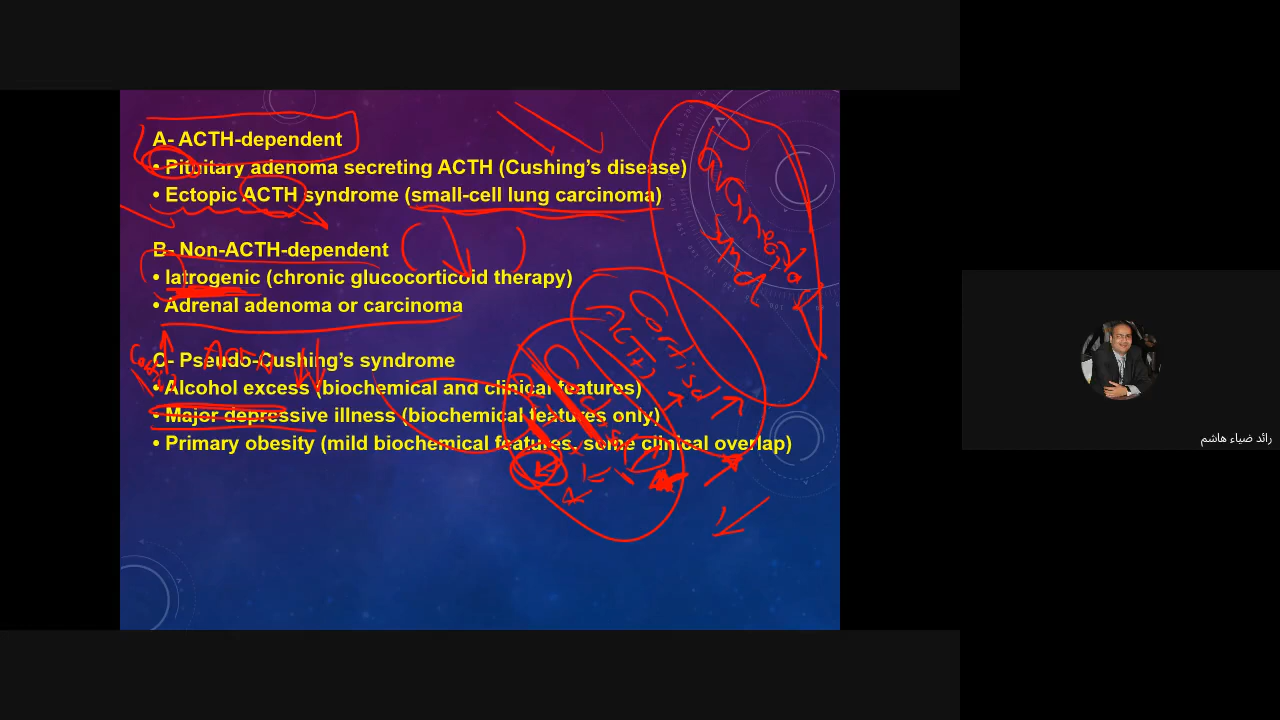 A- ACTH-dependent
• Pituitary adenoma secreting ACTH (Cushing’s disease)
• Ectopic ACTH syndrome (small-cell lung carcinoma)
B- Non-ACTH-dependent
• Iatrogenic (chronic glucocorticoid therapy)
• Adrenal adenoma or carcinoma
C- Pseudo-Cushing’s syndrome
• Alcohol excess (biochemical and clinical features)
• Major depressive illness (biochemical features only)
• Primary obesity (mild biochemical features, some clinical overlap)
Cortisol
ACTH
رائد ضياء هاشم